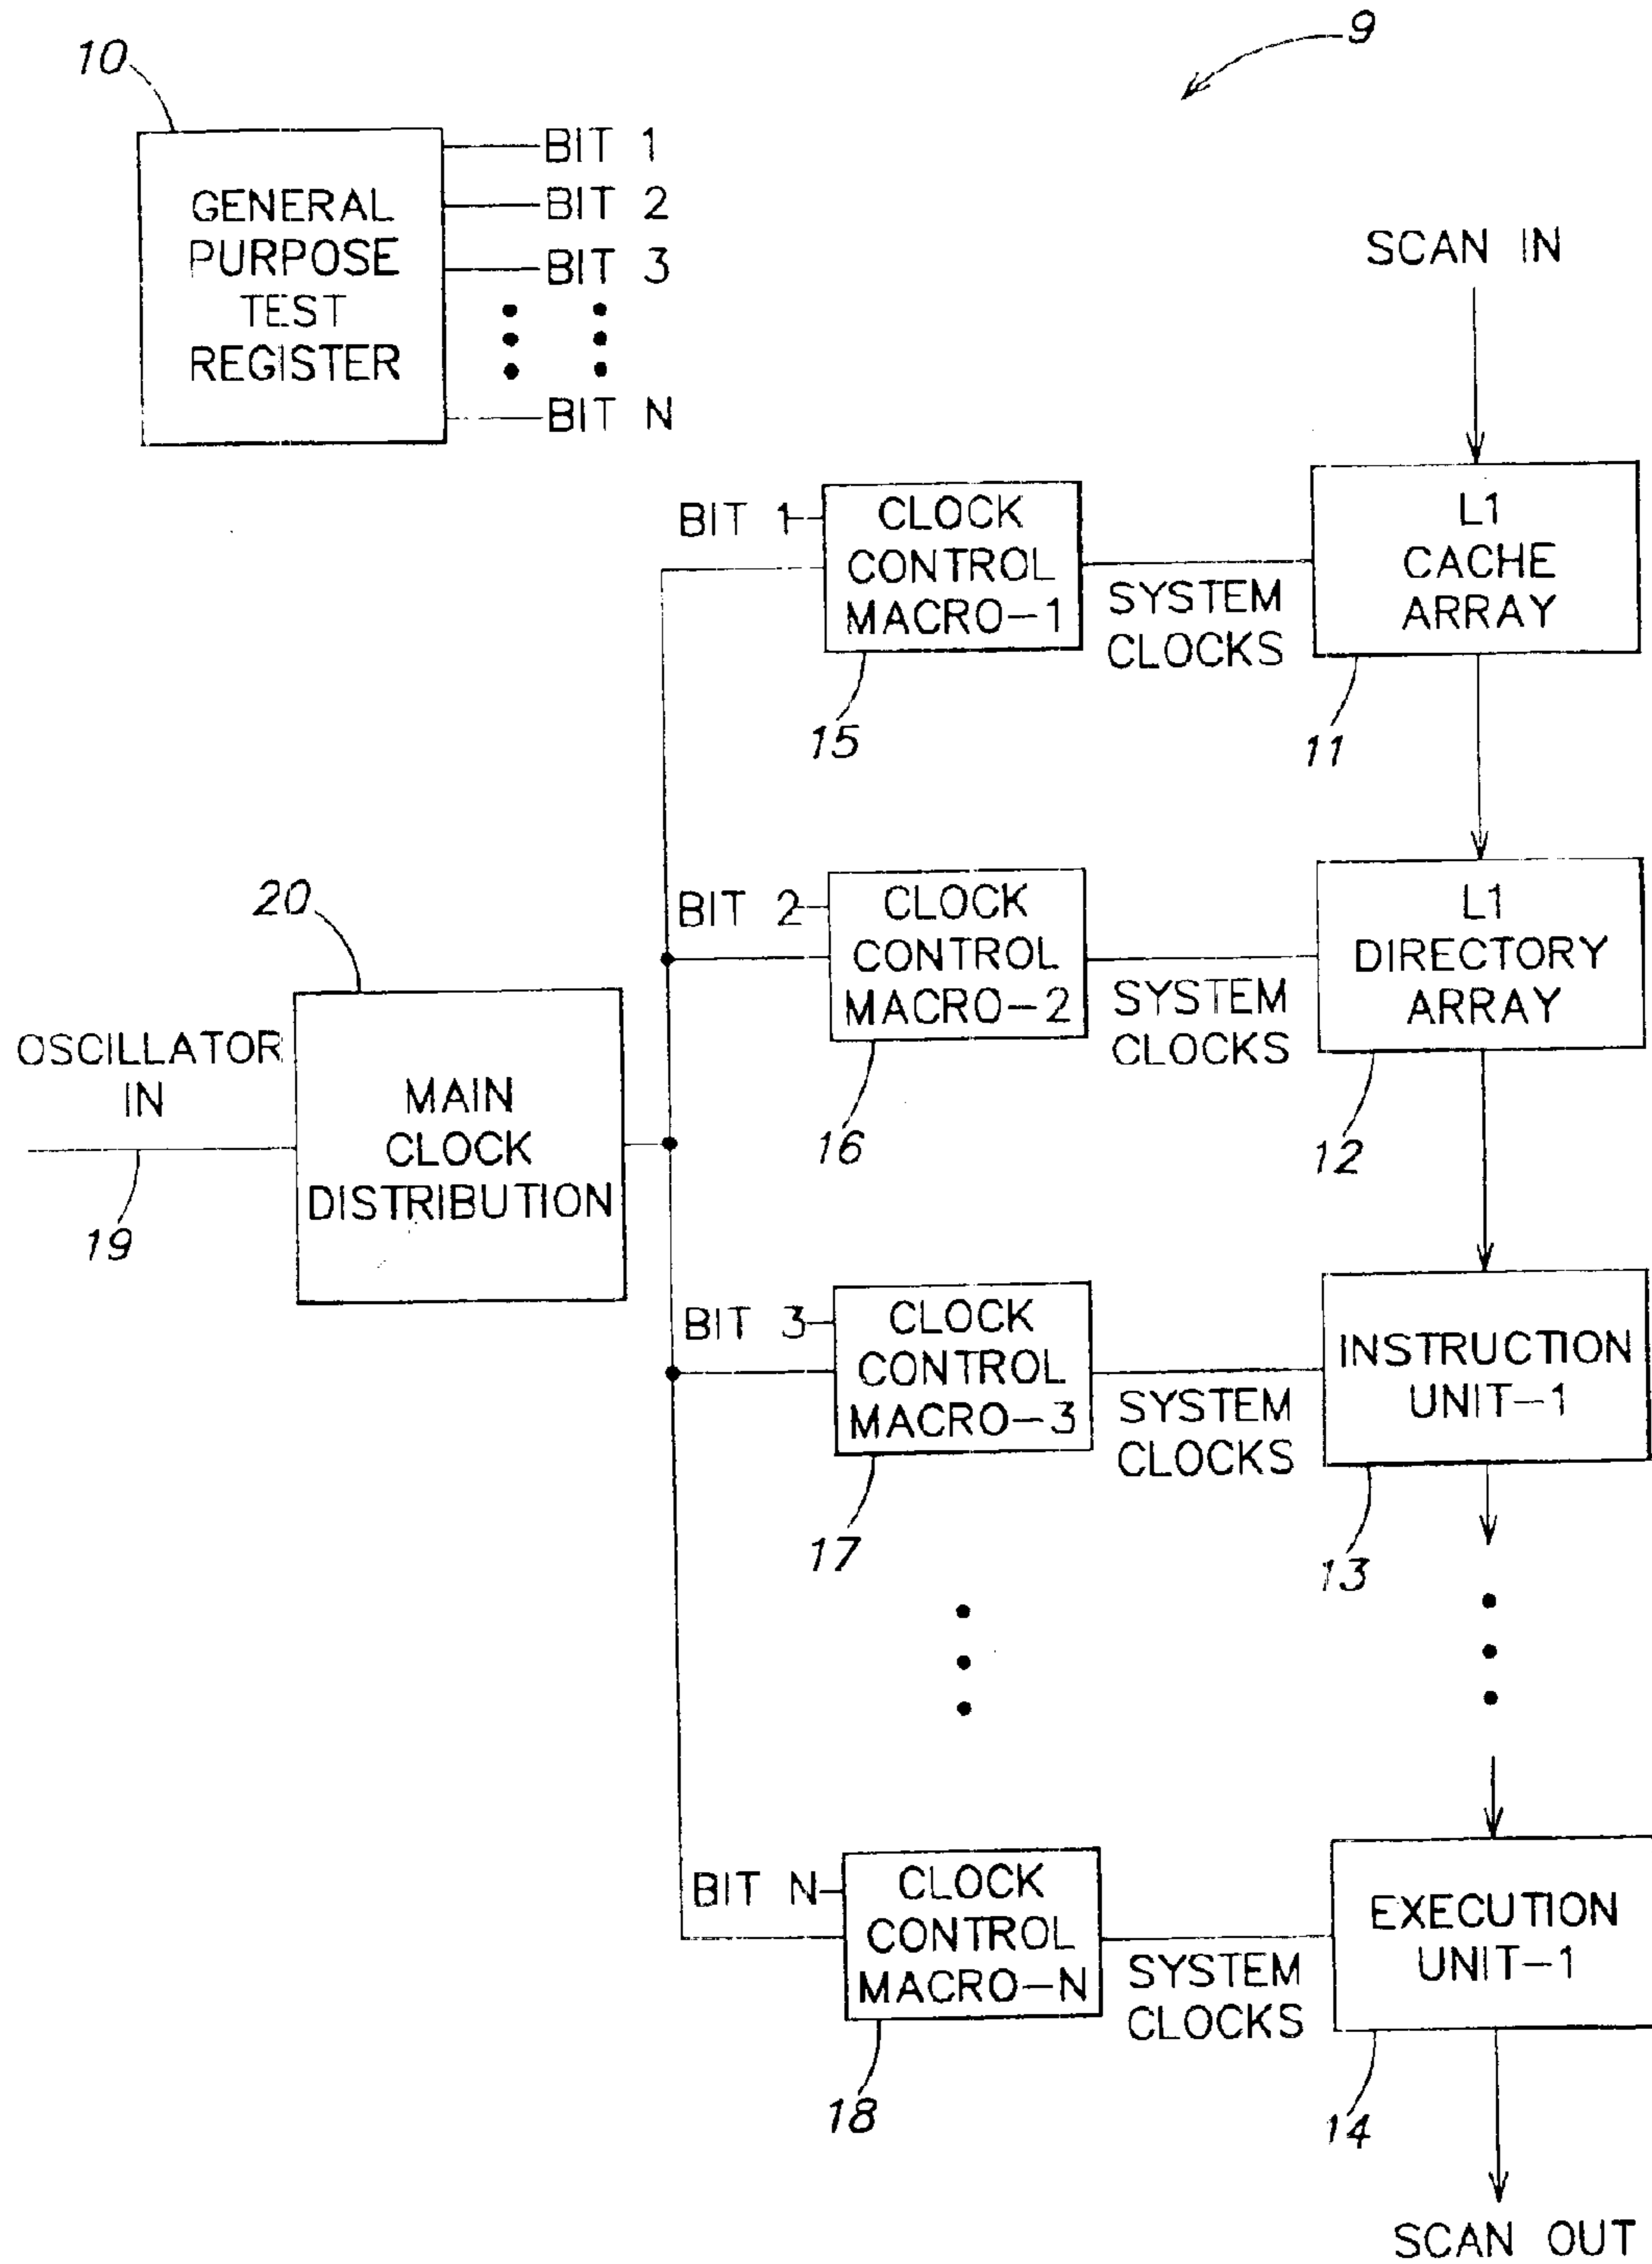 9
10
GENERAL
PURPOSE
TEST
REGISTER
BIT 1
BIT 2
BIT 3
BIT N
SCAN IN
BIT 1
CLOCK
CONTROL
MACRO-1
15
SYSTEM
CLOCKS
L1
CACHE
ARRAY
11
BIT 2
CLOCK
CONTROL
MACRO-2
16
SYSTEM
CLOCKS
L1
DIRECTORY
ARRAY
12
OSCILLATOR
IN
19
20
MAIN
CLOCK
DISTRIBUTION
BIT 3
CLOCK
CONTROL
MACRO-3
17
SYSTEM
CLOCKS
INSTRUCTION
UNIT-1
13
BIT N
CLOCK
CONTROL
MACRO-N
18
SYSTEM
CLOCKS
EXECUTION
UNIT-1
14
SCAN OUT